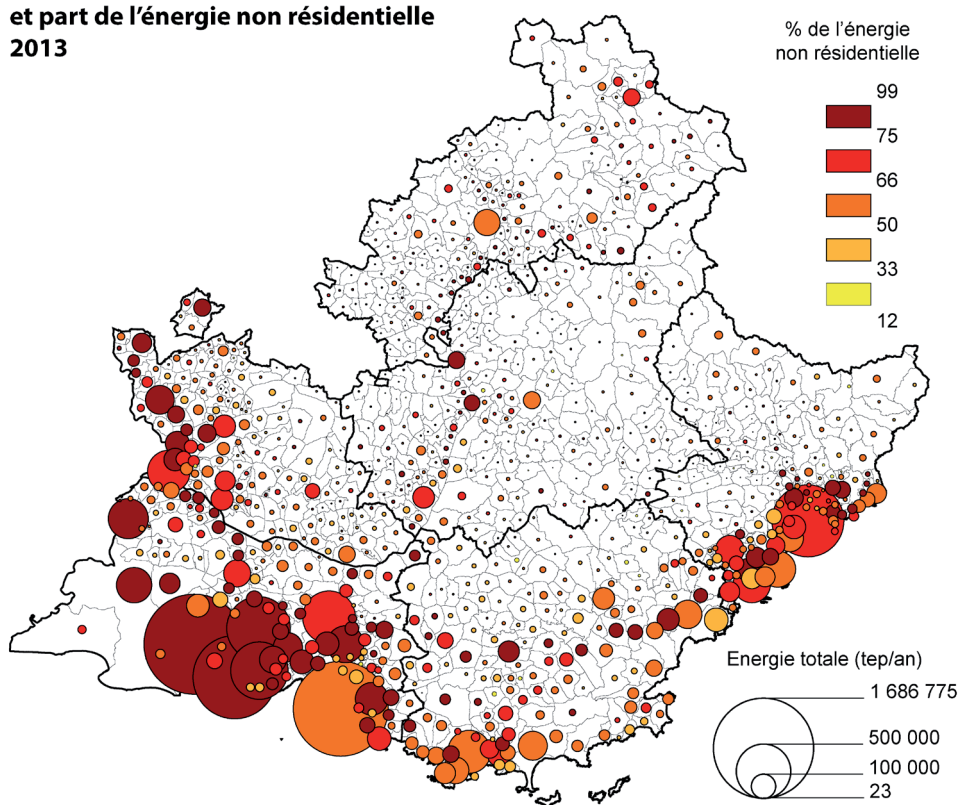 et part de l’énergie non résidentielle
2013
% de l’énergie
non résidentielle
99
75
66
50
33
12
Energie totale (tep/an)
1 686 775
500 000
100 000
23